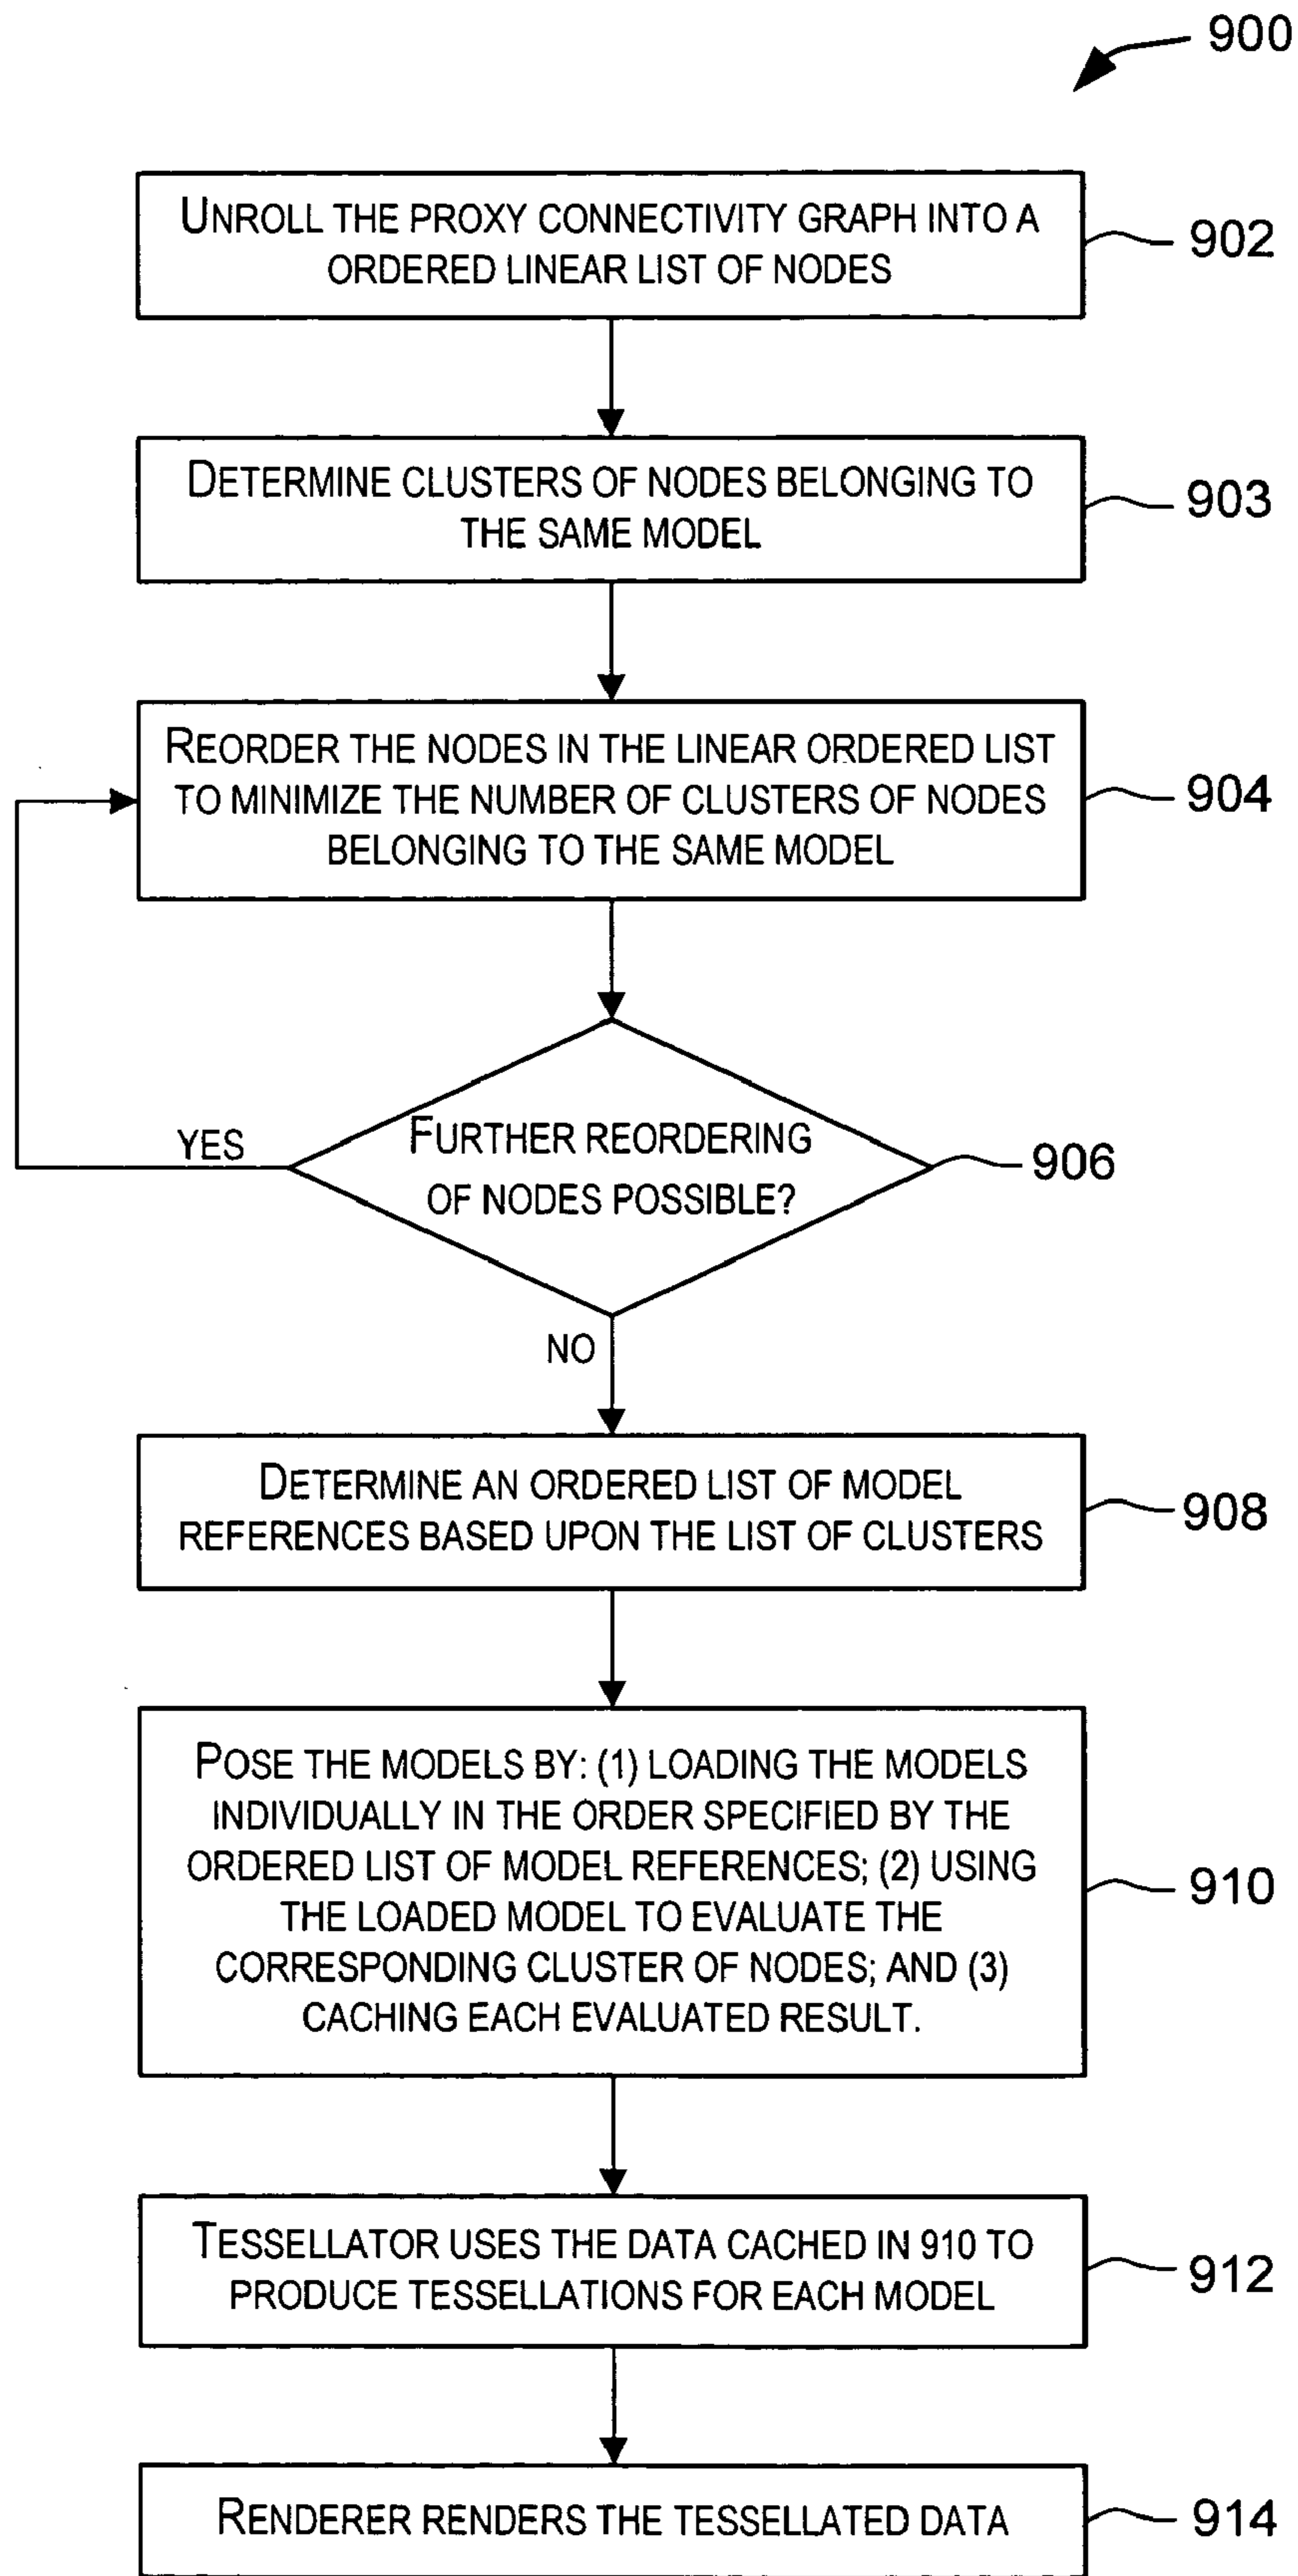 900
UNROLL THE PROXY CONNECTIVITY GRAPH INTO A
ORDERED LINEAR LIST OF NODES
902
DETERMINE CLUSTERS OF NODES BELONGING TO
THE SAME MODEL
903
REORDER THE NODES IN THE LINEAR ORDERED LIST
TO MINIMIZE THE NUMBER OF CLUSTERS OF NODES
BELONGING TO THE SAME MODEL
904
FURTHER REORDERING
OF NODES POSSIBLE?
906
YES
NO
DETERMINE AN ORDERED LIST OF MODEL
REFERENCES BASED UPON THE LIST OF CLUSTERS
908
POSE THE MODELS BY: (1) LOADING THE MODELS
INDIVIDUALLY IN THE ORDER SPECIFIED BY THE
ORDERED LIST OF MODEL REFERENCES; (2) USING
THE LOADED MODEL TO EVALUATE THE
CORRESPONDING CLUSTER OF NODES; AND (3)
CACHING EACH EVALUATED RESULT.
910
TESSELLATOR USES THE DATA CACHED IN 910 TO
PRODUCE TESSELLATIONS FOR EACH MODEL
912
RENDERER RENDERS THE TESSELLATED DATA
914